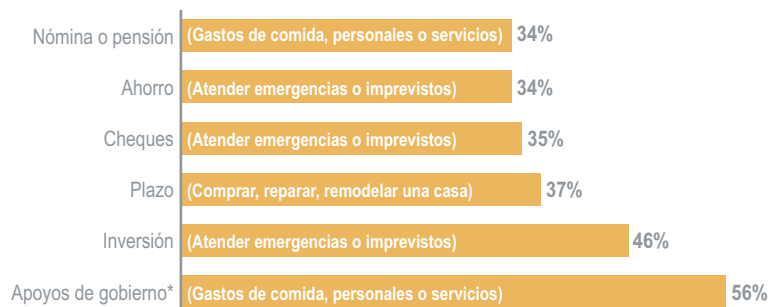 Nómina o pensión (Gastos de comida, personales o servicios) 34%
Ahorro (Atender emergencias o imprevistos) 34%
Cheques (Atender emergencias o imprevistos) 35%
Plazo (Comprar, reparar, remodelar una casa) 37%
Inversión (Atender emergencias o imprevistos) 46%
Apoyos de gobierno* (Gastos de comida, personales o servicios) 56%